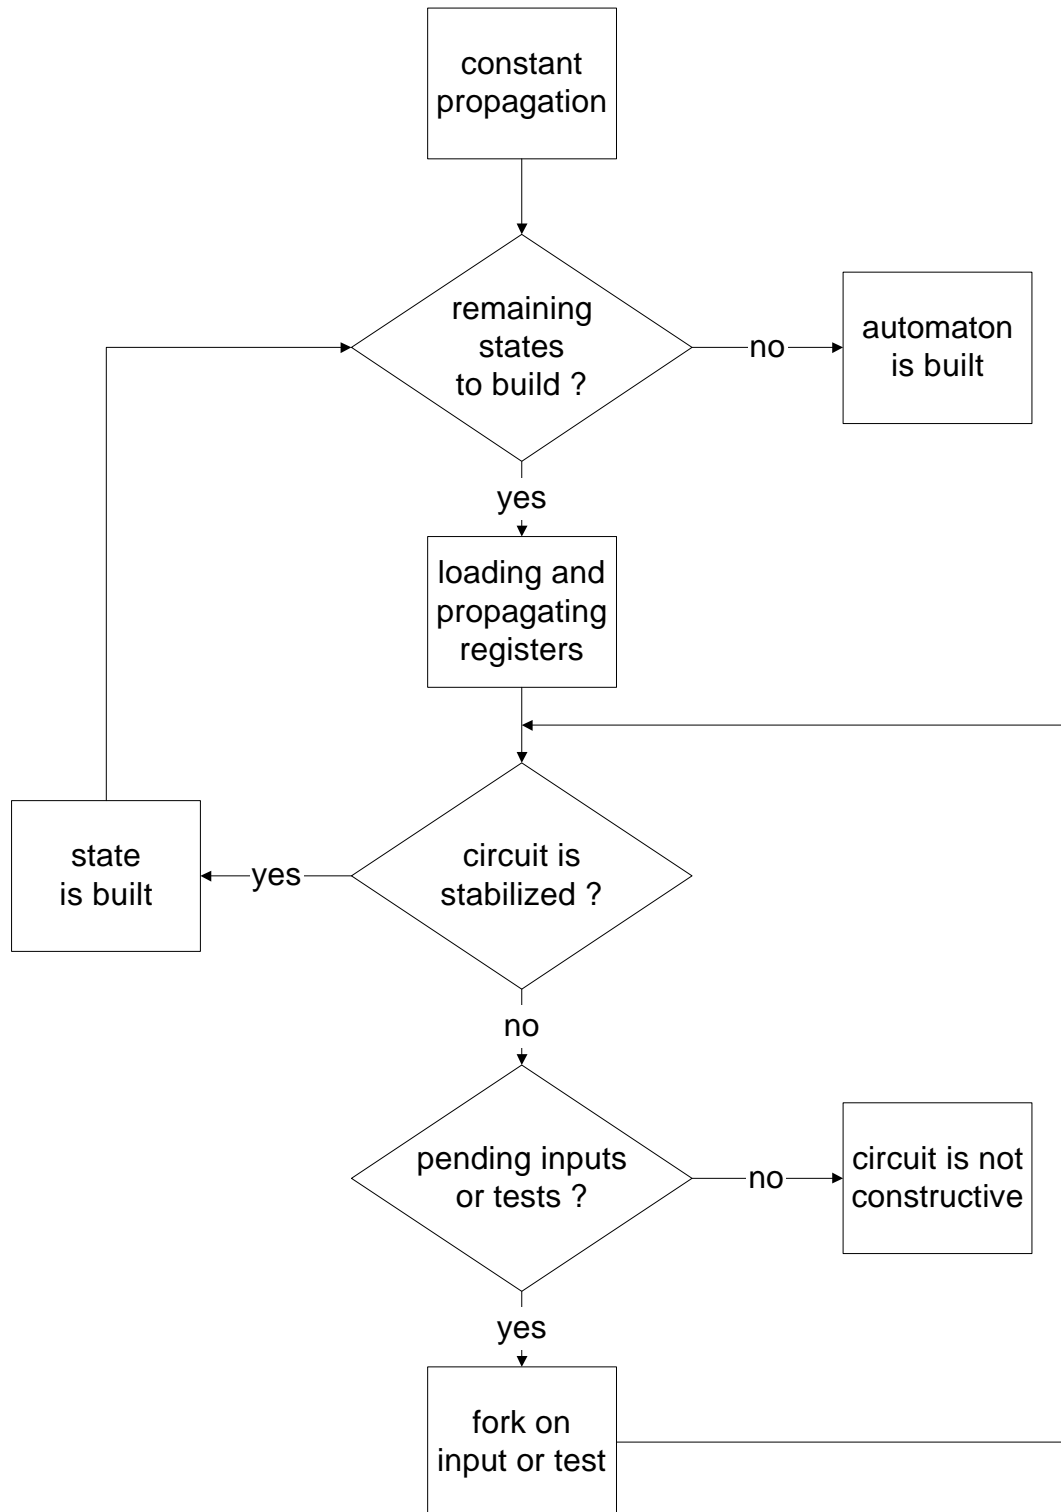 constant
propagation
remaining
states
to build ?
no
automaton
is built
yes
loading and
propagating
registers
state
is built
yes
circuit is
stabilized ?
no
pending inputs
or tests ?
no
circuit is not
constructive
yes
fork on
input or test